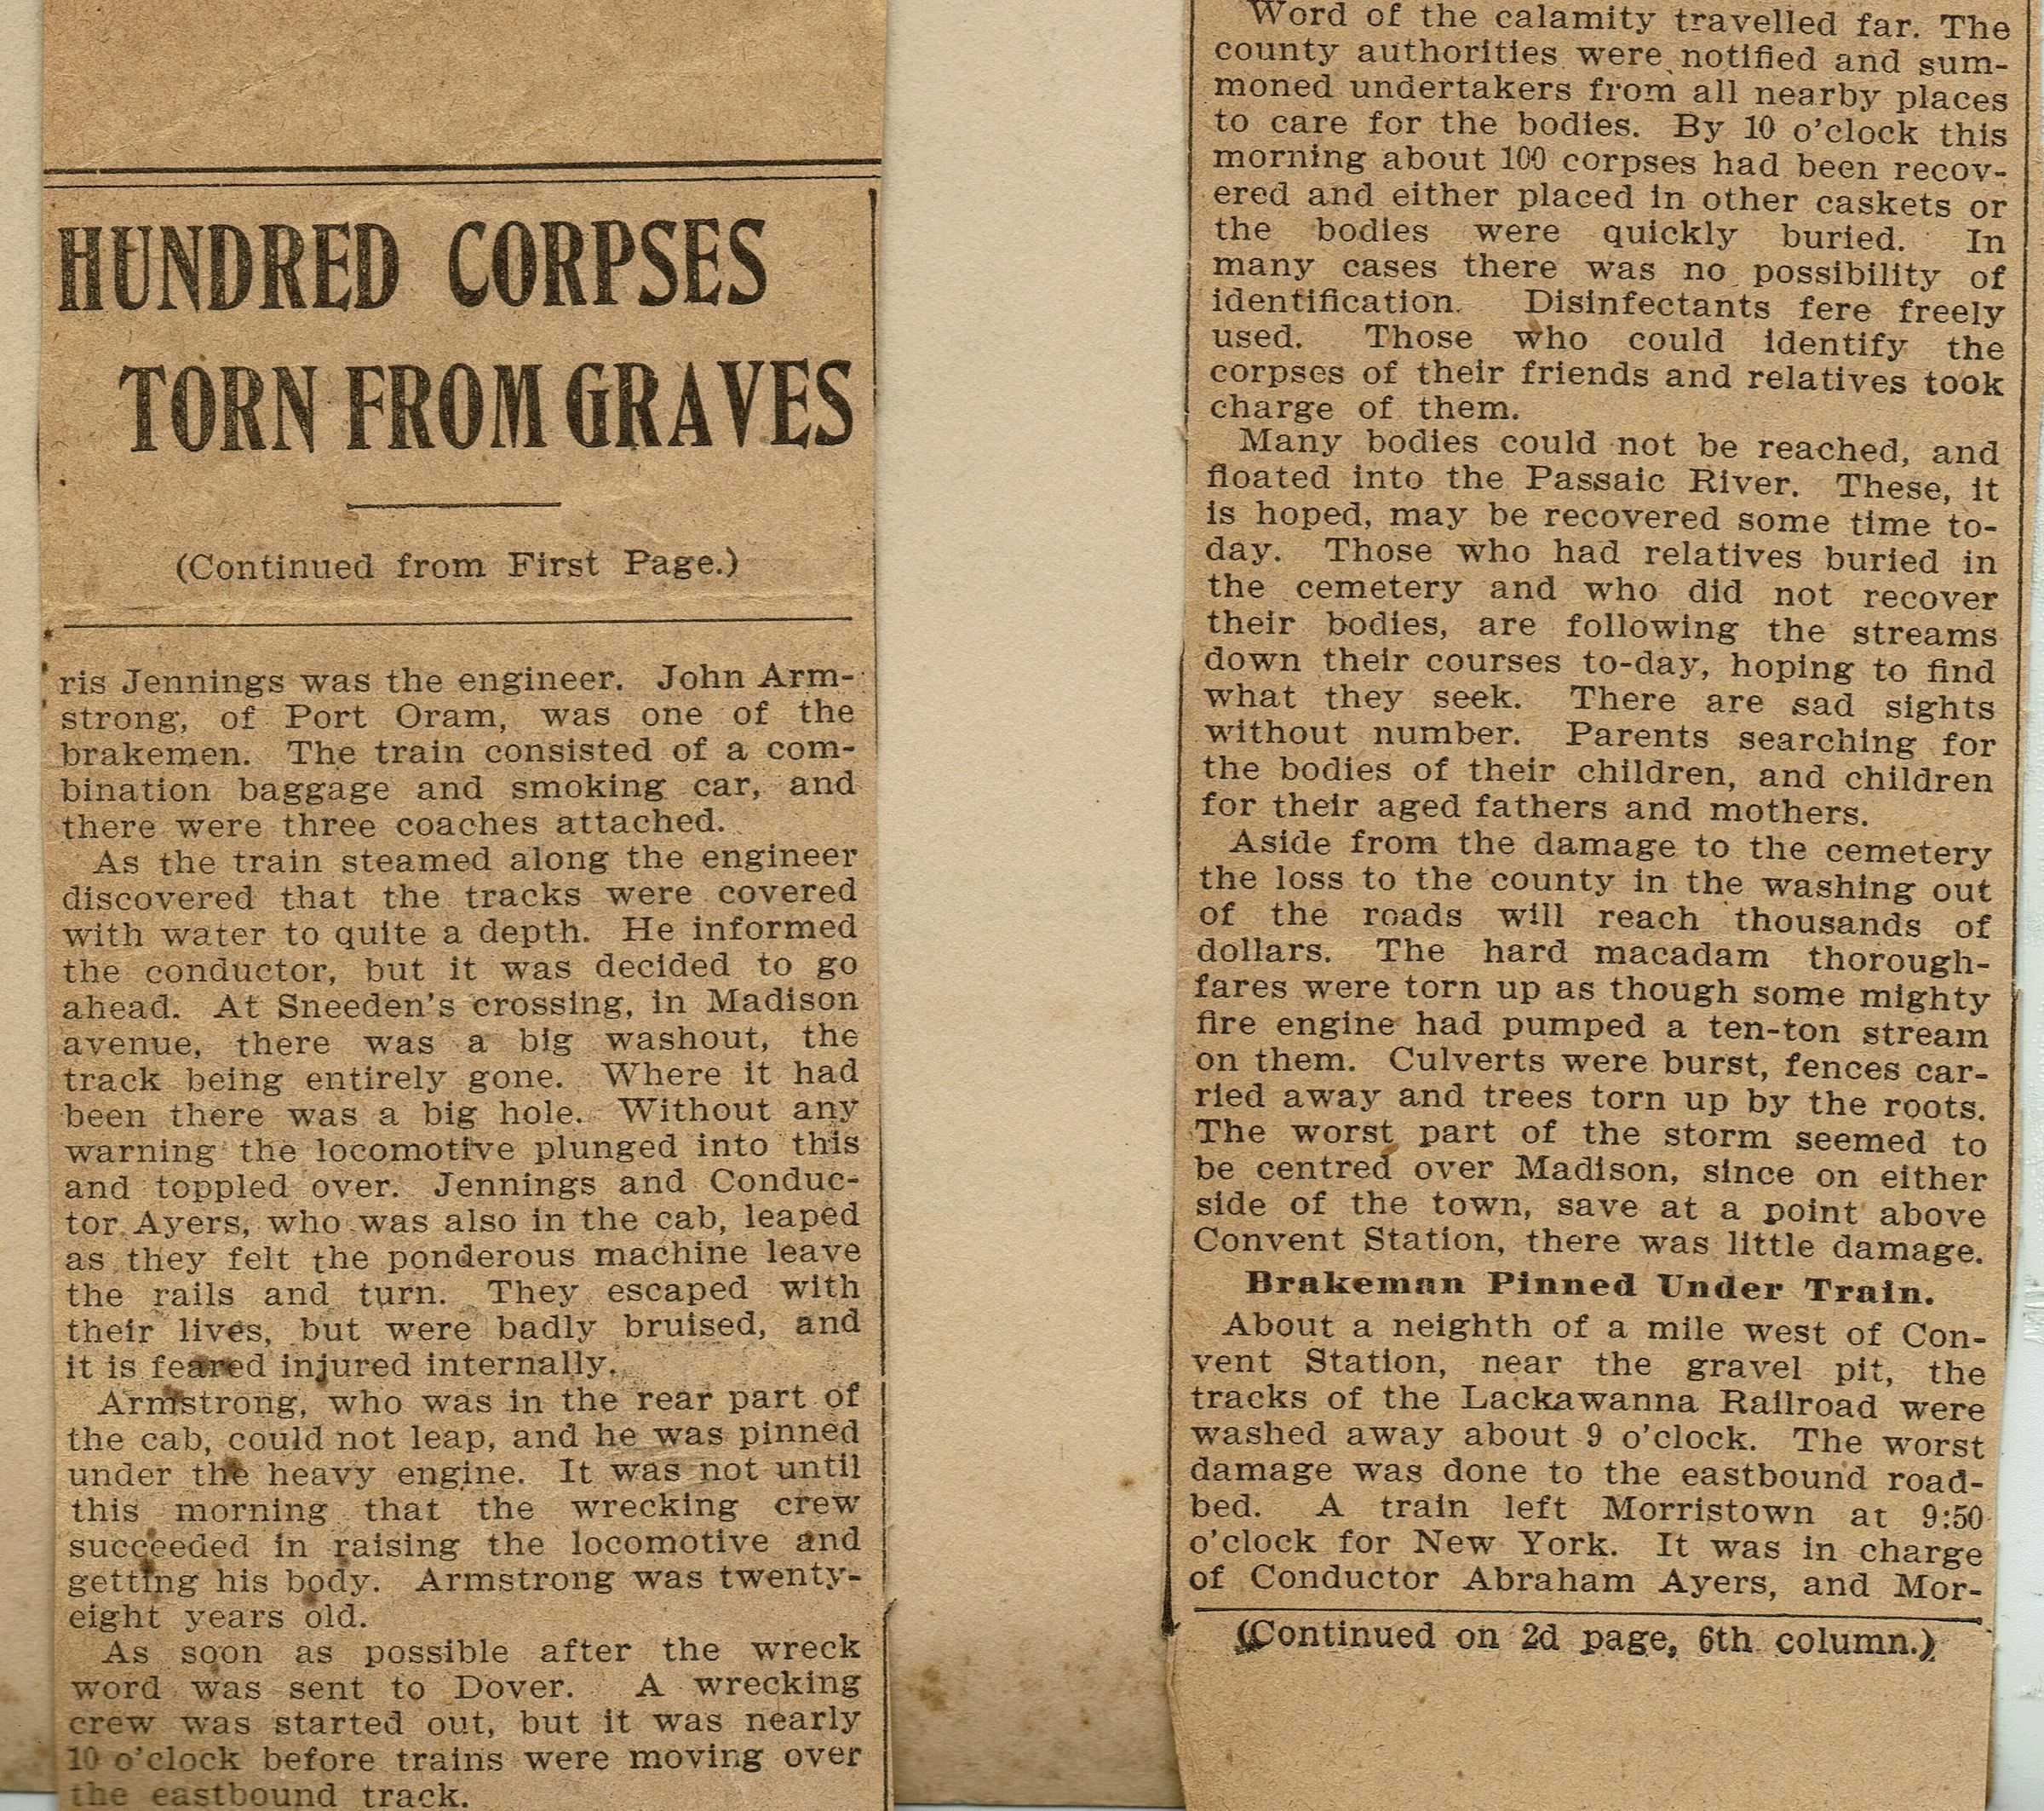 HUNDRED CORPSES
TORN FROM GRAVES
(Continued from First Page.)
ris Jennings was the engineer. John Arm-
strong, of Port Oram, was one of the
brakemen. The train consisted of a com-
bination baggage and smoking car, and
there were three coaches attached.
As the train steamed along the engineer
discovered that the tracks were covered
with water to quite a depth. He informed
the conductor, but it was decided to go
ahead. At Sneeden's crossing, in Madison
avenue, there was a big washout, the
track being entirely gone. Where it had
been there was a big hole. Without any
warning the locomotive plunged into this
and toppled over. Jennings and Conduc-
tor Ayers, who was also in the cab, leaped
as they felt the ponderous machine leave
the rails and turn. They escaped with
their lives, but were badly bruised, and
it is feared injured internally.
Armstrong, who was in the rear part of
the cab, could not leap, and he was pinned
under the heavy engine. It was not until
this morning that the wrecking crew
succeeded in raising the locomotive and
getting his body. Armstrong was twenty-
eight years old.
As soon as possible after the wreck
word was sent to Dover. A wrecking
crew was started out, but it was nearly
10 o'clock before trains were moving over
the eastbound track.
Word of the calamity travelled far. The
county authorities were notified and sum-
moned undertakers from all nearby places
to care for the bodies. By 10 o'clock this
morning about 100 corpses had been recov-
ered and either placed in other caskets or
the bodies were quickly buried. In
many cases there was no possibility of
identification. Disinfectants fere freely
used. Those who could identify the
corpses of their friends and relatives took
charge of them.
Many bodies could not be reached, and
floated into the Passaic River. These, it
is hoped, may be recovered some time to-
day. Those who had relatives buried in
the cemetery and who did not recover
their bodies, are following the streams
down their courses to-day, hoping to find
what they seek. There are sad sights
without number. Parents searching for
the bodies of their children, and children
for their aged fathers and mothers.
Aside from the damage to the cemetery
the loss to the county in the washing out
of the roads will reach thousands of
dollars. The hard macadam thorough-
fares were torn up as though some mighty
fire engine had pumped a ten-ton stream
on them. Culverts were burst, fences car-
ried away and trees torn up by the roots.
The worst part of the storm seemed to
be centred over Madison, since on either
side of the town, save at a point above
Convent Station, there was little damage.
Brakeman Pinned Under Train.
About a neighth of a mile west of Con-
vent Station, near the gravel pit, the
tracks of the Lackawanna Railroad were
washed away about 9 o'clock. The worst
damage was done to the eastbound road-
bed. A train left Morristown at 9:50
o'clock for New York. It was in charge
of Conductor Abraham Ayers, and Mor-
(Continued on 2d page, 6th column.)